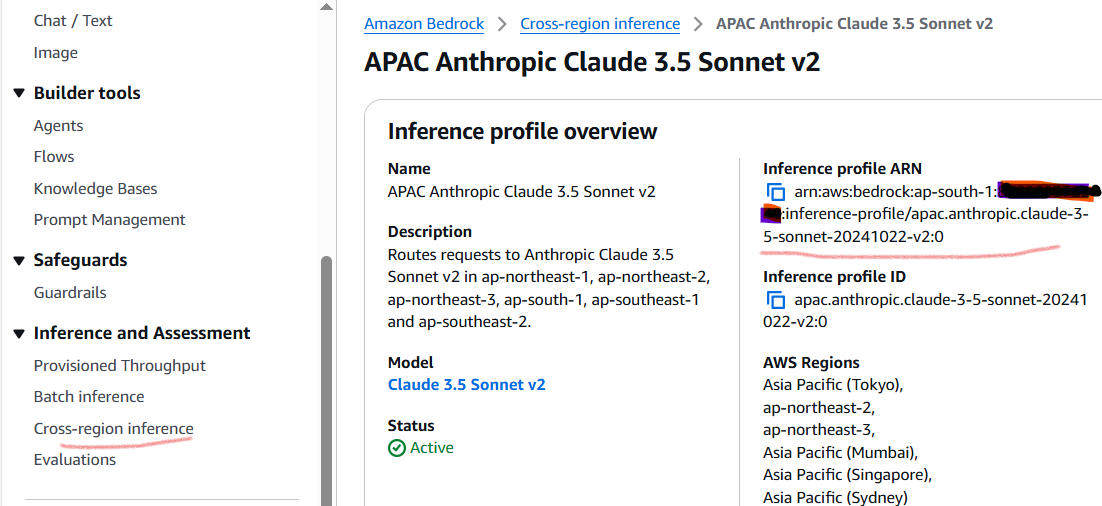 Chat / Text
Image
Builder tools
Agents
Flows
Knowledge Bases
Prompt Management
Safeguards
Guardrails
Inference and Assessment
Provisioned Throughput
Batch inference
Cross-region inference
Evaluations
Amazon Bedrock > Cross-region inference > APAC Anthropic Claude 3.5 Sonnet v2
APAC Anthropic Claude 3.5 Sonnet v2
Inference profile overview
Name
APAC Anthropic Claude 3.5 Sonnet v2
Description
Routes requests to Anthropic Claude 3.5
Sonnet v2 in ap-northeast-1, ap-northeast-2,
ap-northeast-3, ap-south-1, ap-southeast-1
and ap-southeast-2.
Model
Claude 3.5 Sonnet v2
Status
Active
Inference profile ARN
arn:aws:bedrock:ap-south-1:
:inference-profile/apac.anthropic.claude-3-
5-sonnet-20241022-v2:0
Inference profile ID
apac.anthropic.claude-3-5-sonnet-20241
022-v2:0
AWS Regions
Asia Pacific (Tokyo),
ap-northeast-2,
ap-northeast-3,
Asia Pacific (Mumbai),
Asia Pacific (Singapore),
Asia Pacific (Sydney)